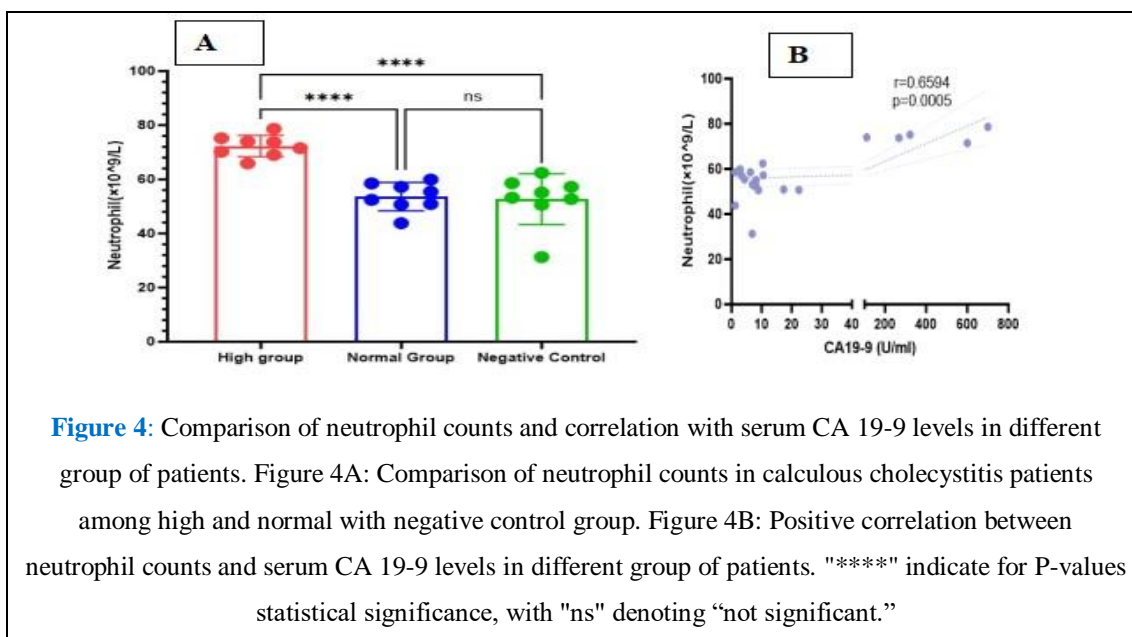 A
B
****
****
ns
100
80
60
40
20
0
Neutrophil(×10^9/L)
High group
Normal Group
Negative Control
r=0.6594
p=0.0005
100
80
60
40
20
0
Neutrophil(×10^9/L)
0 10 20 30 40 200 400 600 800
CA19-9 (U/ml)
Figure 4: Comparison of neutrophil counts and correlation with serum CA 19-9 levels in different
group of patients. Figure 4A: Comparison of neutrophil counts in calculous cholecystitis patients
among high and normal with negative control group. Figure 4B: Positive correlation between
neutrophil counts and serum CA 19-9 levels in different group of patients. "****" indicate for P-values
statistical significance, with "ns" denoting “not significant.”